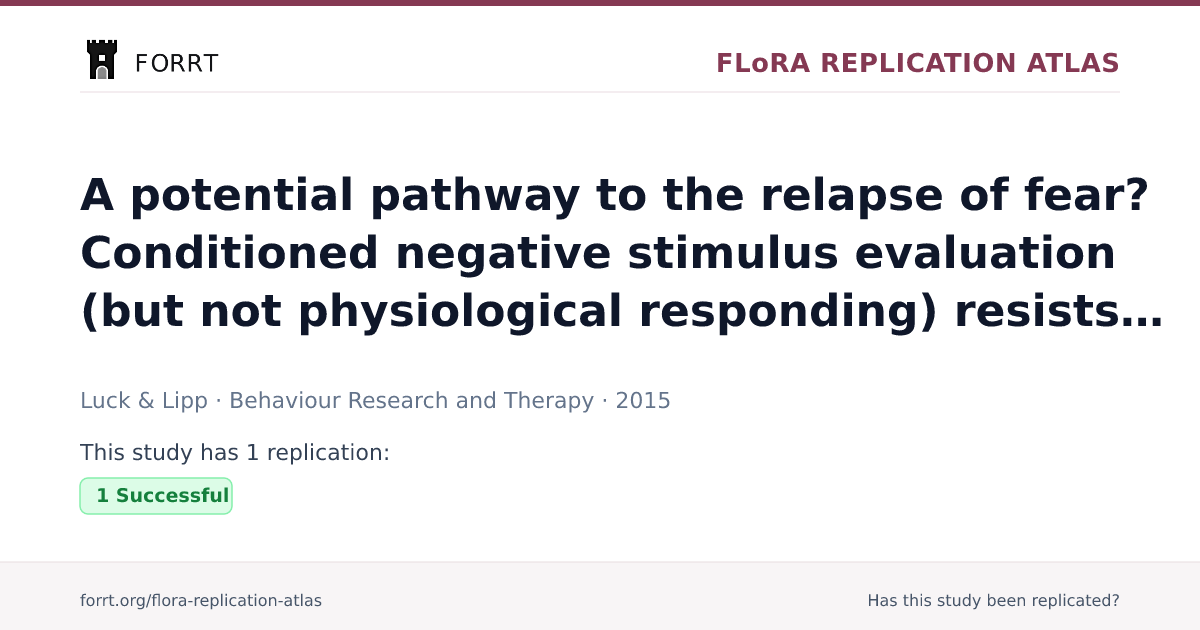 FORRT
FLoRA REPLICATION ATLAS
A potential pathway to the relapse of fear?
Conditioned negative stimulus evaluation
(but not physiological responding) resists…
Luck & Lipp · Behaviour Research and Therapy · 2015
This study has 1 replication:
1 Successful
forrt.org/flora-replication-atlas
Has this study been replicated?